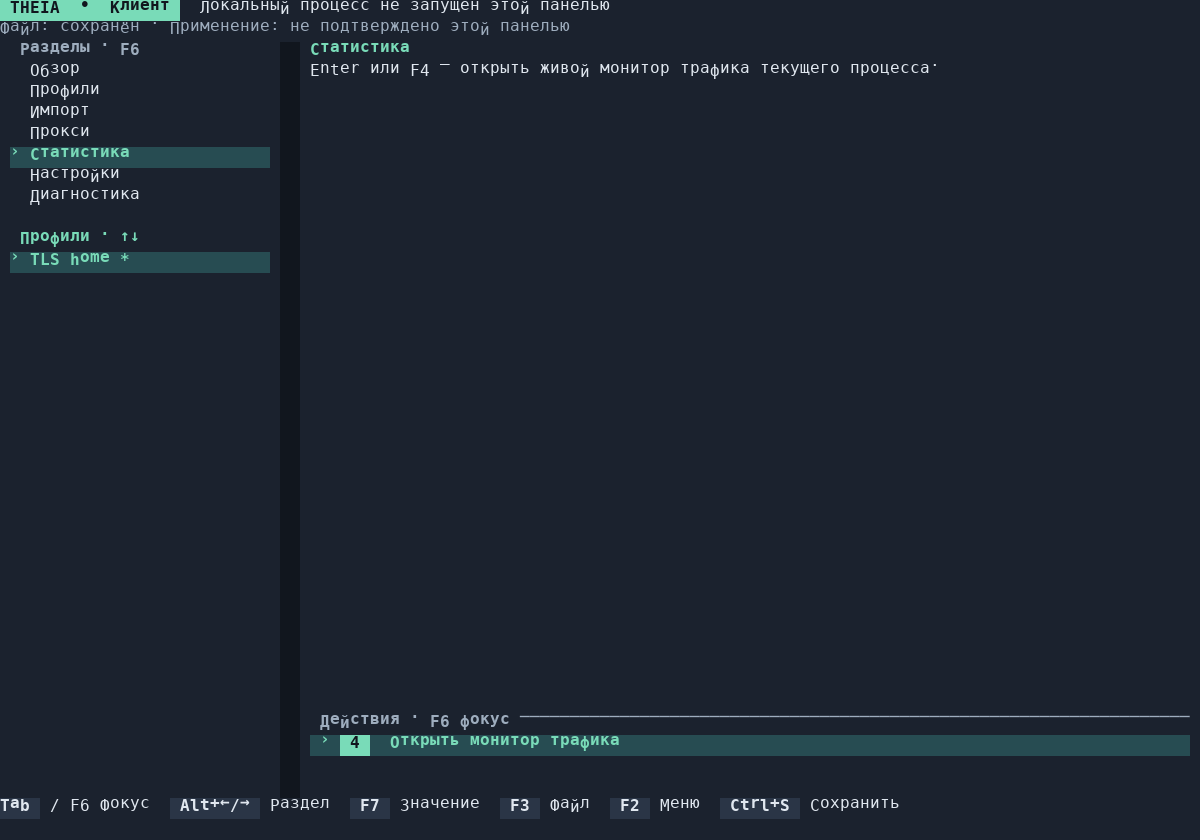 THEIA • Клиент Локальный процесс не запущен этой панелью
Файл: сохранён · Применение: не подтверждено этой панелью
Разделы · F6
Обзор
Профили
Импорт
Прокси
› Статистика
Настройки
Диагностика
Профили · ↑↓
› TLS home *
Статистика
Enter или F4 — открыть живой монитор трафика текущего процесса.
Действия · F6 фокус
› 4 Открыть монитор трафика
Tab / F6 Фокус Alt+←/→ Раздел F7 Значение F3 Файл F2 Меню Ctrl+S Сохранить